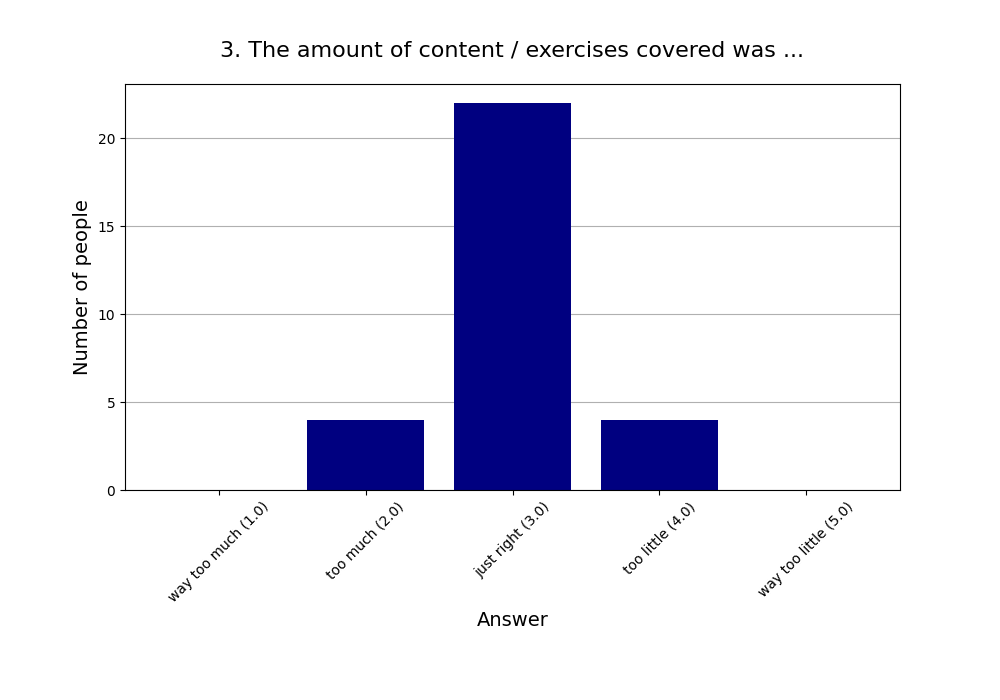 3. The amount of content / exercises covered was ...
Number of people
20
15
10
5
0
way too much (1.0)
too much (2.0)
just right (3.0)
too little (4.0)
way too little (5.0)
Answer